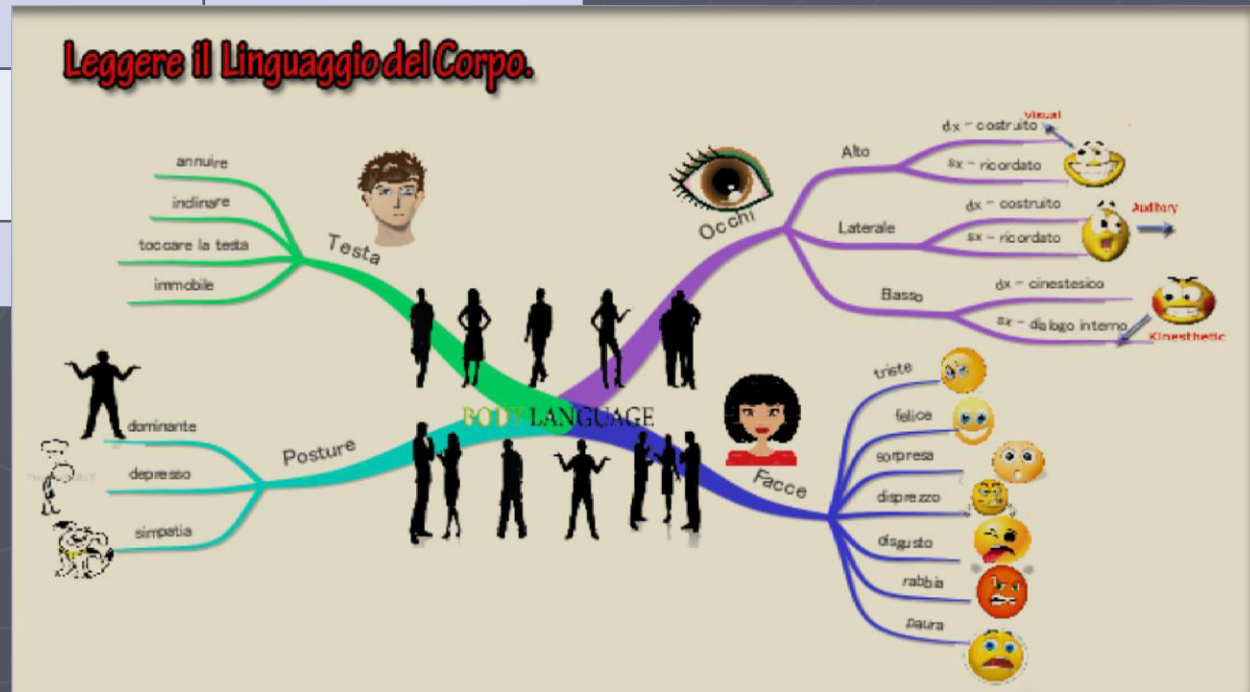 Leggere il Linguaggio del Corpo.
annuire
inclinare
toccare la testa
immobile
Testa
Occhi
Alto
dx - costruito
Visual
sx - ricordato
Laterale
dx - costruito
sx - ricordato
Auditory
Basso
dx - cinestesico
sx - dialogo interno
Kinesthetic
BODY LANGUAGE
Posture
dominante
depresso
simpatia
Facce
triste
felice
sorpresa
disprezzo
disgusto
rabbia
paura